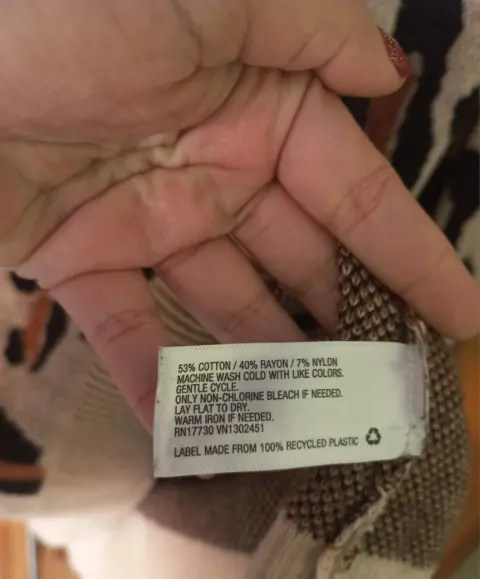 53% COTTON / 40% RAYON / 7% NYLON
MACHINE WASH COLD WITH LIKE COLORS.
GENTLE CYCLE.
ONLY NON-CHLORINE BLEACH IF NEEDED.
LAY FLAT TO DRY.
WARM IRON IF NEEDED.
RN17730 VN1302451
LABEL MADE FROM 100% RECYCLED PLASTIC